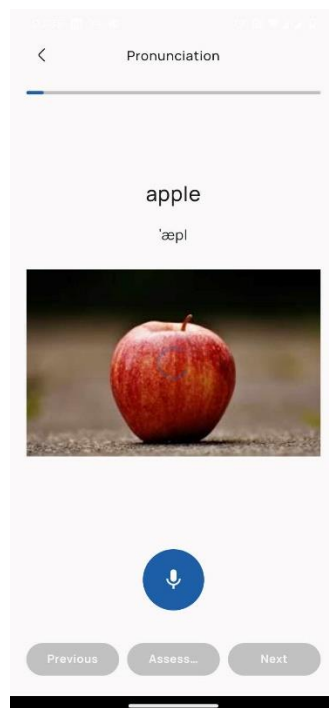 Pronunciation
apple
ˈæpl
Previous
Assess…
Next